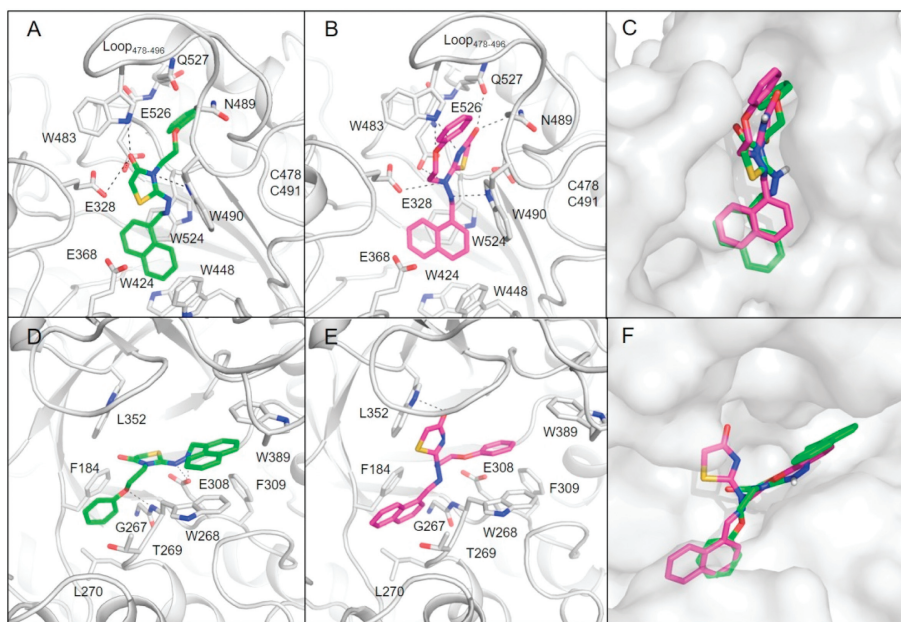 A
Loop478-496
Q527
E526
N489
W483
C478
C491
E328
W490
W524
E368
W424
W448
B
Loop478-496
Q527
E526
N489
W483
C478
C491
E328
W490
W524
E368
W424
W448
C
D
L352
W389
F184
E308
F309
G267
W268
T269
L270
E
L352
W389
F184
E308
F309
G267
W268
T269
L270
F